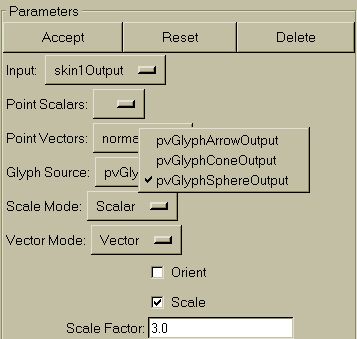 Parameters
Accept Reset Delete
Input: skin1Output
Point Scalars:
Point Vectors: norma
pvGlyphArrowOutput
pvGlyphConeOutput
Glyph Source: pvGly
pvGlyphSphereOutput
Scale Mode: Scalar
Vector Mode: Vector
Orient
Scale
Scale Factor: 3.0